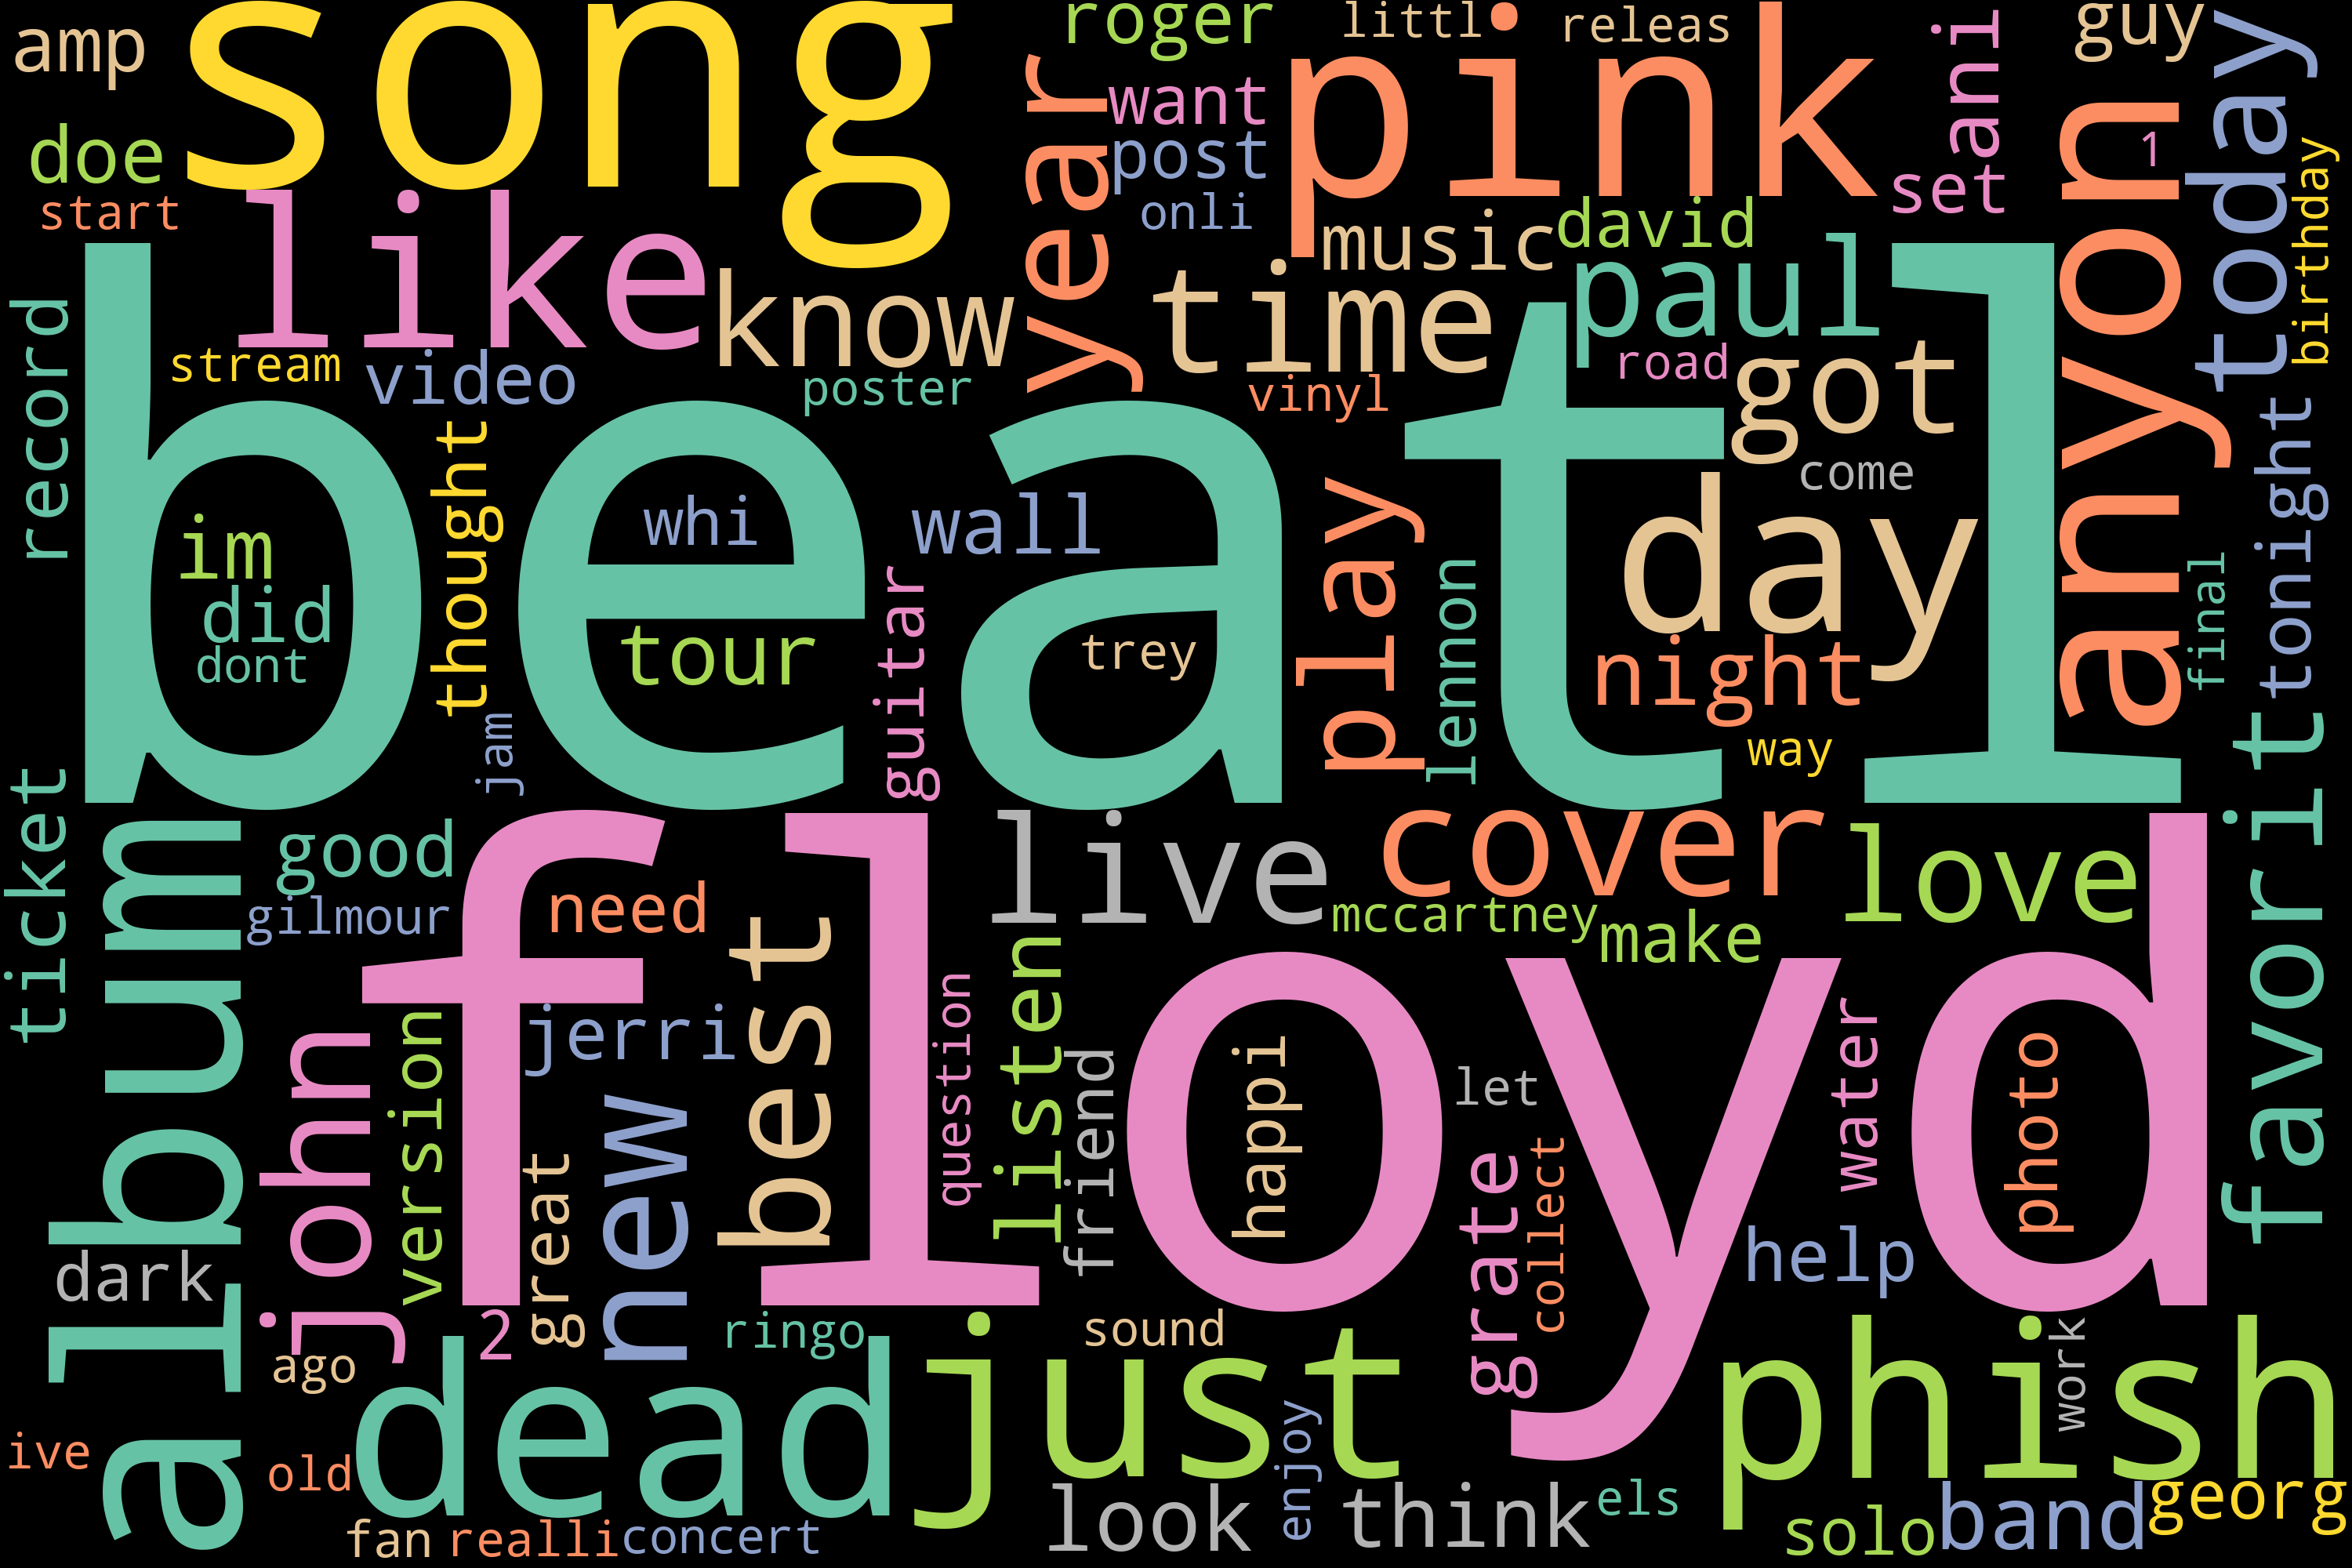 amp
song
roger
littl
releas
pink
ani
guy
today
doe
want
post
year
anyon
1
start
like
onli
set
birthday
music
david
know
time
paul
record
stream
video
poster
vinyl
road
got
beatl
thought
come
tonight
im
whi
wall
play
day
did
dont
tour
guitar
trey
lennon
night
final
jam
way
ticket
album
good
live
cover
love
favorit
gilmour
need
best
mccartney
make
floyd
john
version
jerri
question
listen
friend
happi
let
water
photo
great
new
grate
collect
dark
help
2
ringo
sound
ago
dead
just
phish
work
ive
old
enjoy
look
think
els
solo
band
georg
fan
realli
concert